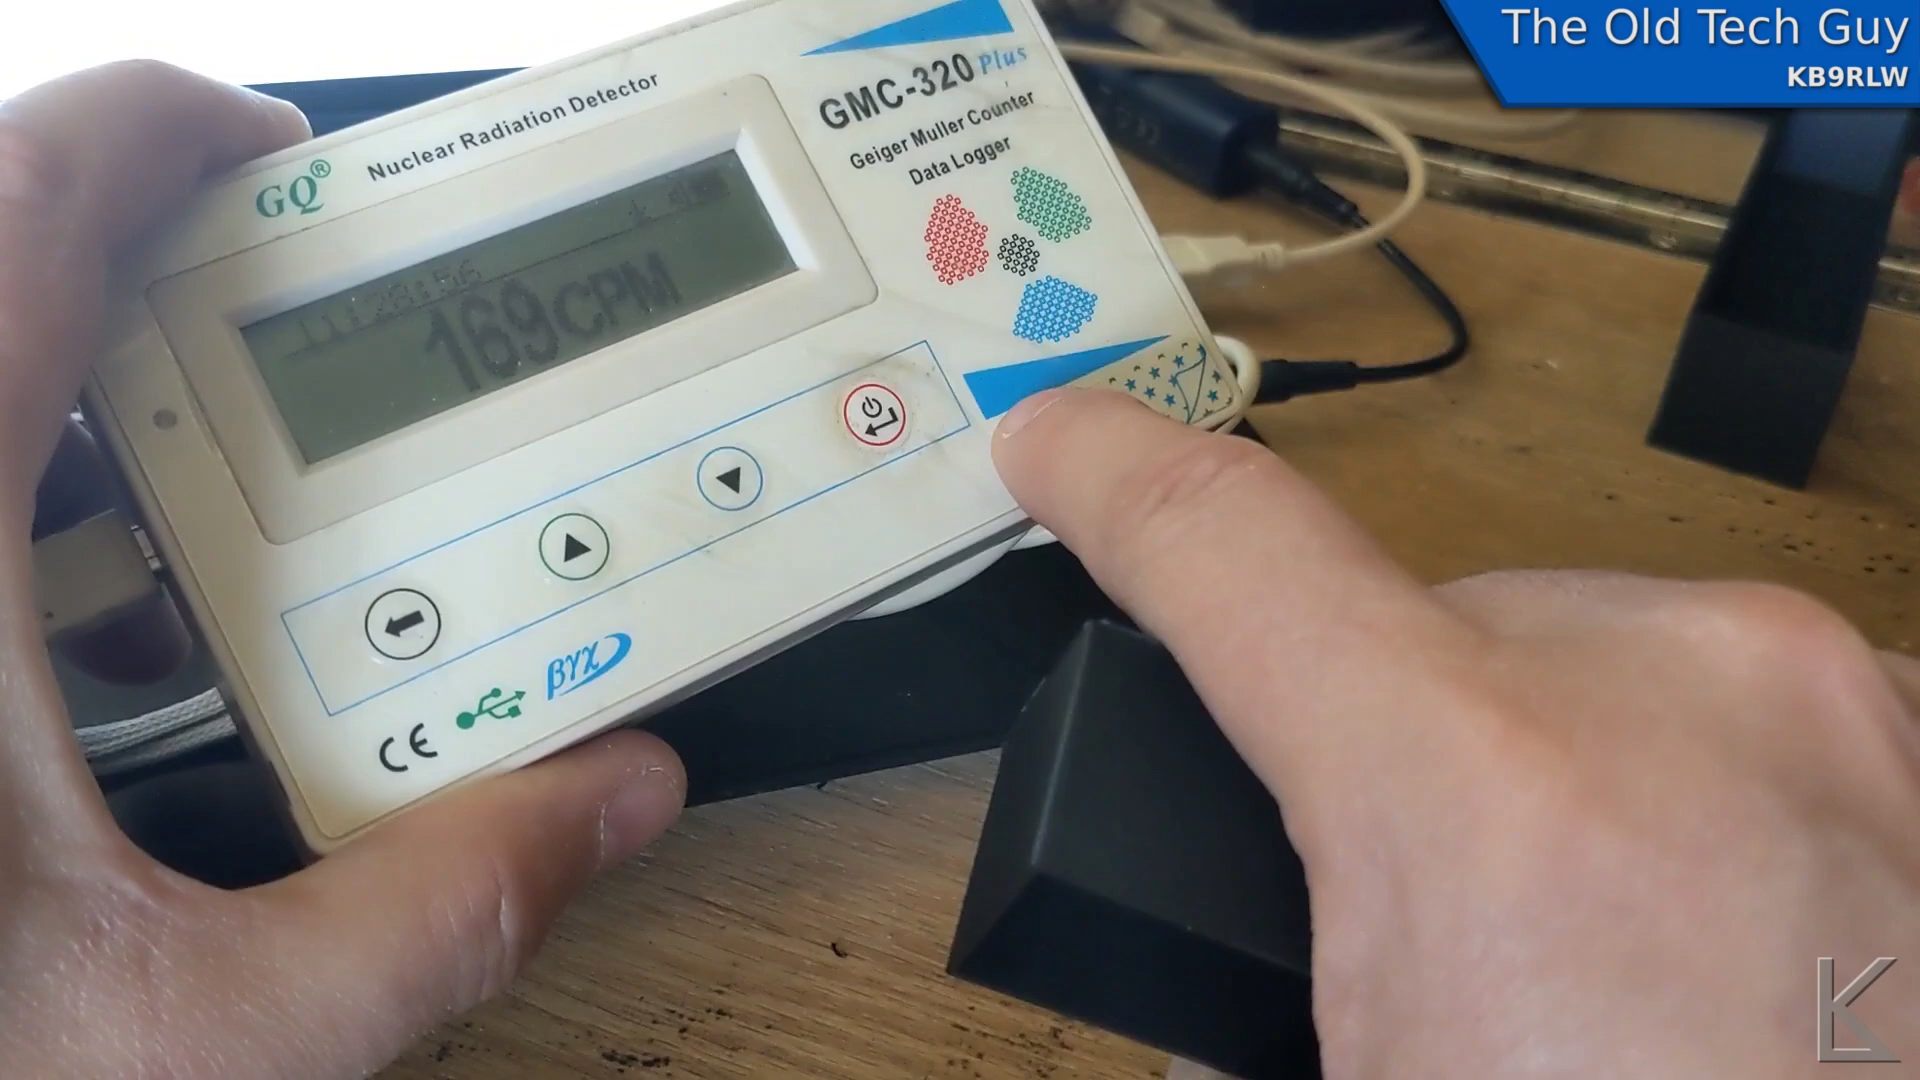 The Old Tech Guy
KB9RLW
GQ®
Nuclear Radiation Detector
GMC-320 Plus
Geiger Muller Counter
Data Logger
169CPM
βγχ
CE